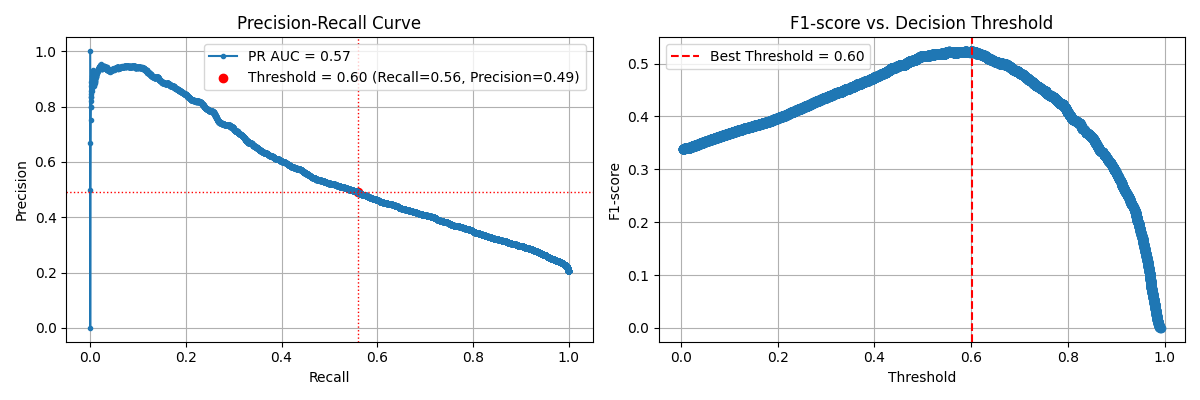 Precision-Recall Curve
PR AUC = 0.57
Threshold = 0.60 (Recall=0.56, Precision=0.49)
1.0
0.8
0.6
0.4
0.2
0.0
Precision
0.0 0.2 0.4 0.6 0.8 1.0
Recall
F1-score vs. Decision Threshold
Best Threshold = 0.60
0.5
0.4
0.3
0.2
0.1
0.0
F1-score
0.0 0.2 0.4 0.6 0.8 1.0
Threshold